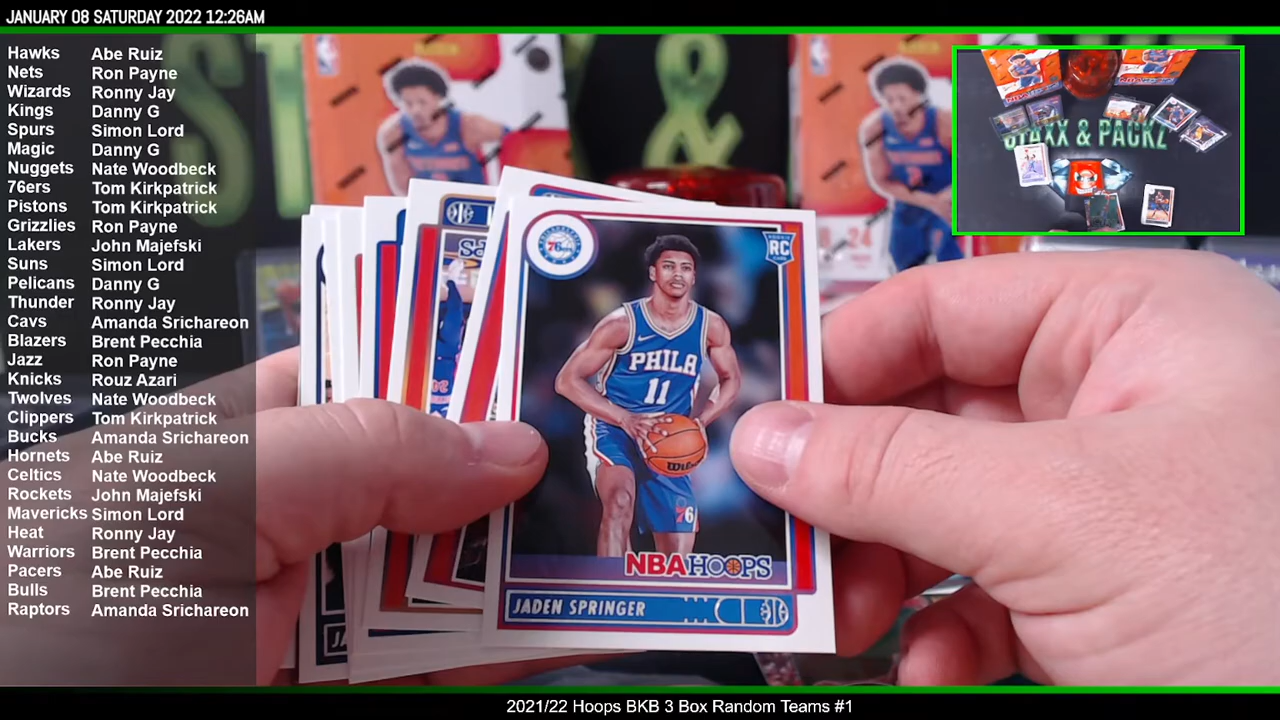 JANUARY 08 SATURDAY 2022 12:26AM
Hawks Abe Ruiz
Nets Ron Payne
Wizards Ronny Jay
Kings Danny G
Spurs Simon Lord
Magic Danny G
Nuggets Nate Woodbeck
76ers Tom Kirkpatrick
Pistons Tom Kirkpatrick
Grizzlies Ron Payne
Lakers John Majefski
Suns Simon Lord
Pelicans Danny G
Thunder Ronny Jay
Cavs Amanda Srichareon
Blazers Brent Pecchia
Jazz Ron Payne
Knicks Rouz Azari
Twolves Nate Woodbeck
Clippers Tom Kirkpatrick
Bucks Amanda Srichareon
Hornets Abe Ruiz
Celtics Nate Woodbeck
Rockets John Majefski
Mavericks Simon Lord
Heat Ronny Jay
Warriors Brent Pecchia
Pacers Abe Ruiz
Bulls Brent Pecchia
Raptors Amanda Srichareon
STAXX & PACKZ
76ers
RC
PHILA
11
Wilson
76
NBA HOOPS
JADEN SPRINGER
JA
2021/22 Hoops BKB 3 Box Random Teams #1